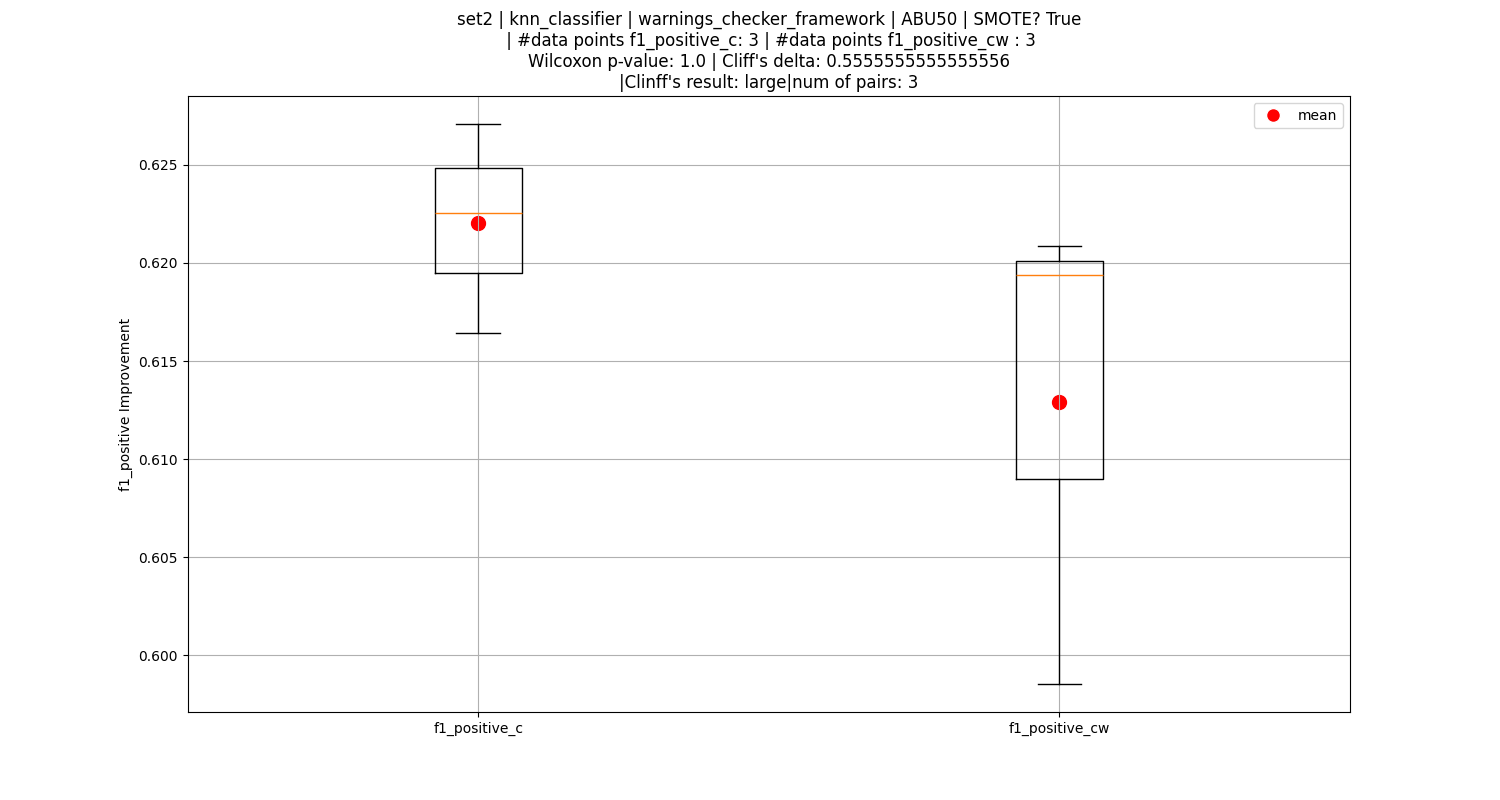 set2 | knn_classifier | warnings_checker_framework | ABU50 | SMOTE? True
| #data points f1_positive_c: 3 | #data points f1_positive_cw : 3
Wilcoxon p-value: 1.0 | Cliff's delta: 0.5555555555555556
|Clinff's result: large|num of pairs: 3
mean
0.625
0.620
0.615
0.610
0.605
0.600
f1_positive Improvement
f1_positive_c
f1_positive_cw